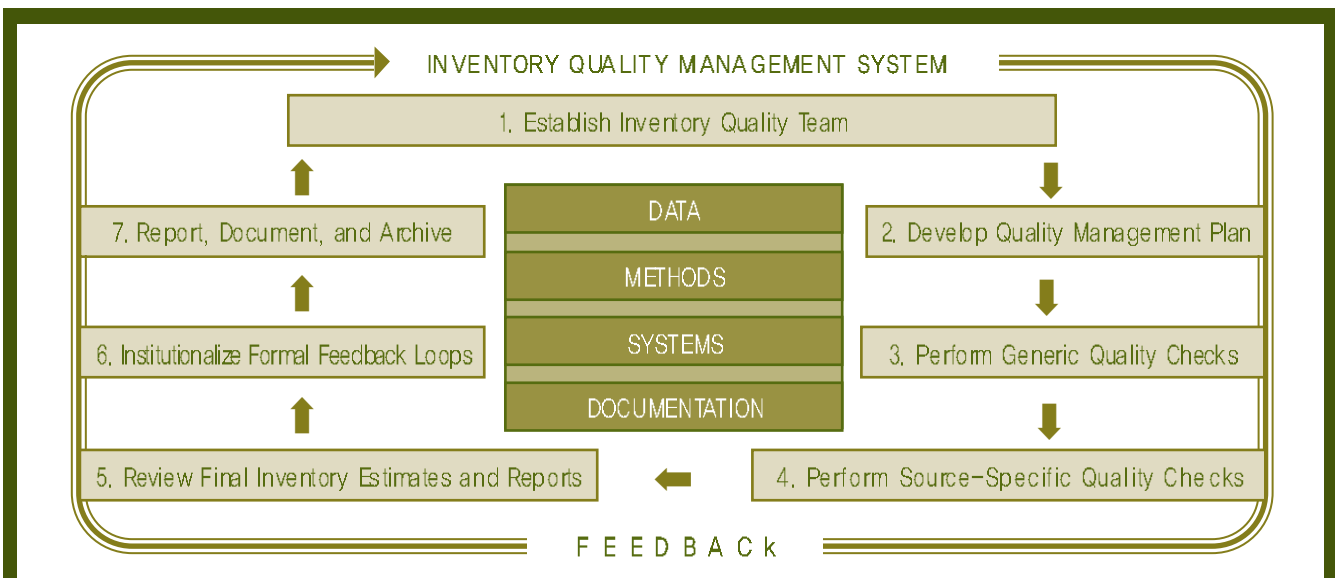 INVENTORY QUALITY MANAGEMENT SYSTEM
1. Establish Inventory Quality Team
7. Report, Document, and Archive
DATA
2. Develop Quality Management Plan
METHODS
6. Institutionalize Formal Feedback Loops
SYSTEMS
3. Perform Generic Quality Checks
DOCUMENTATION
5. Review Final Inventory Estimates and Reports
4. Perform Source-Specific Quality Checks
FEEDBACk